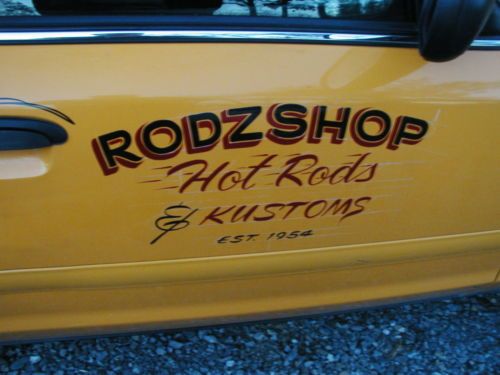 RODZSHOP
Hot Rods
& KUSTOMS
EST. 1954